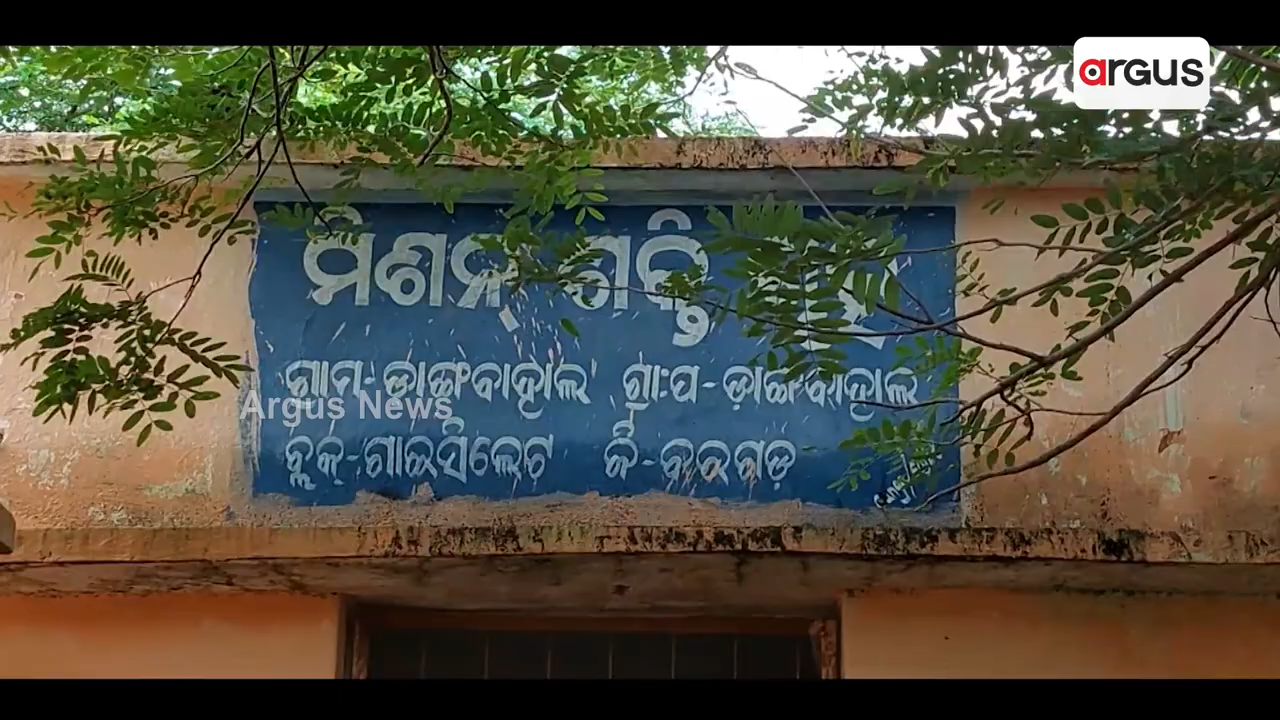 argus
ମିଶନ୍ ଶକ୍ତି ଗୃହ
ଗ୍ରାମ-ଡାଙ୍ଗବାହାଲ ଗ୍ରା:ପ-ଡ଼ାଙ୍ଗବାହାଲ
Argus News
ବ୍ଲକ୍-ଗାଇସିଲେଟ ଜି-ବରଗଡ଼